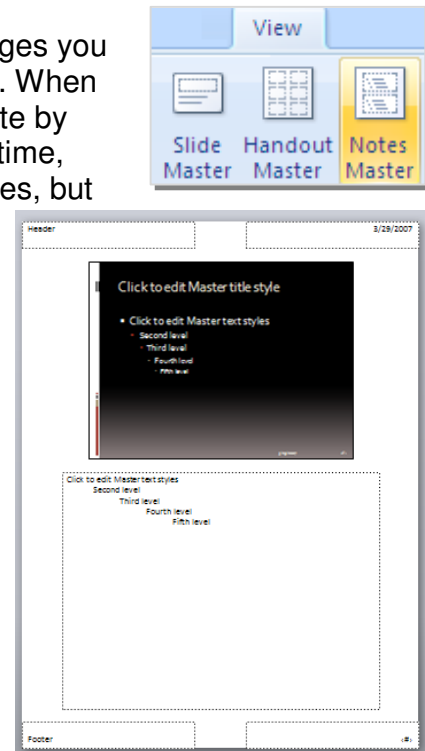 ges you
. When
te by
time,
es, but
View
Slide Handout Notes
Master Master Master
Header 3/29/2007
Click to edit Master title style
• Click to edit Master text styles
Second level
Third level
Fourth level
Fifth level
Click to edit Master text styles
Second level
Third level
Fourth level
Fifth level
Footer ‹#›